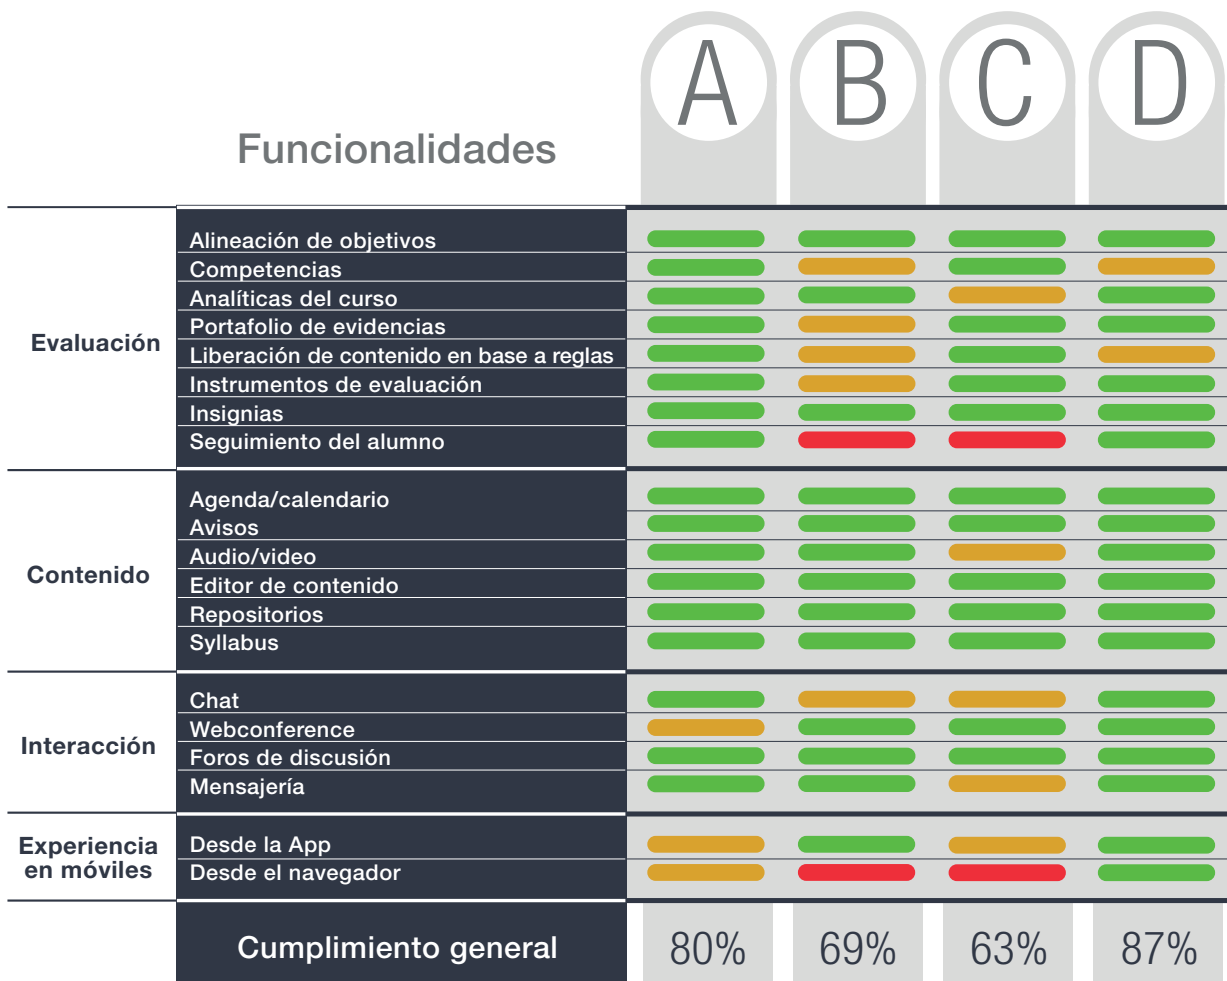 A B C D
Funcionalidades
Evaluación
Alineación de objetivos
Competencias
Analíticas del curso
Portafolio de evidencias
Liberación de contenido en base a reglas
Instrumentos de evaluación
Insignias
Seguimiento del alumno
Contenido
Agenda/calendario
Avisos
Audio/video
Editor de contenido
Repositorios
Syllabus
Interacción
Chat
Webconference
Foros de discusión
Mensajería
Experiencia
en móviles
Desde la App
Desde el navegador
Cumplimiento general 80% 69% 63% 87%